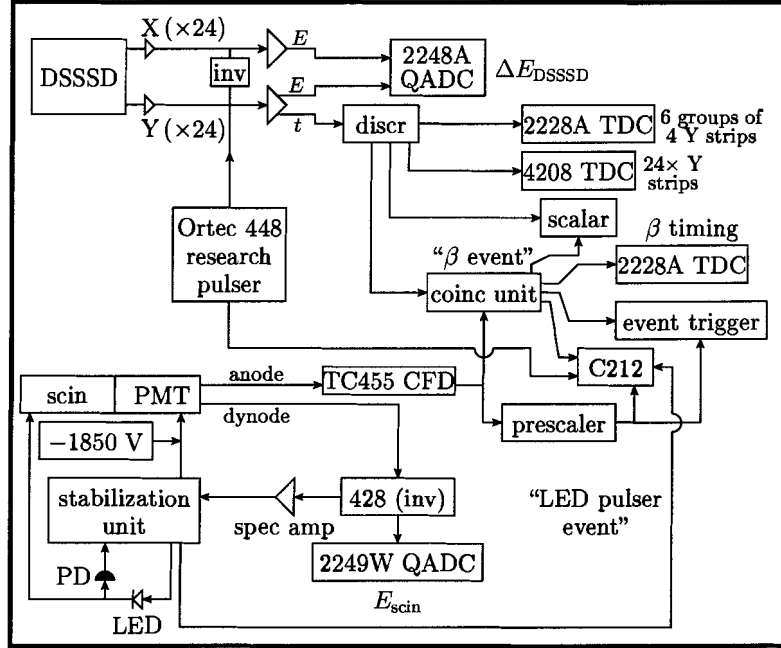 X (×24)
DSSSD
inv
Y (×24)
E
E
t
2248A
QADC
ΔE_DSSSD
discr
2228A TDC
6 groups of
4 Y strips
4208 TDC
24× Y
strips
Ortec 448
research
pulser
scalar
“β event”
coinc unit
β timing
2228A TDC
event trigger
C212
scin
PMT
anode
dynode
TC455 CFD
prescaler
−1850 V
stabilization
unit
spec amp
428 (inv)
“LED pulser
event”
2249W QADC
E_scin
PD
LED